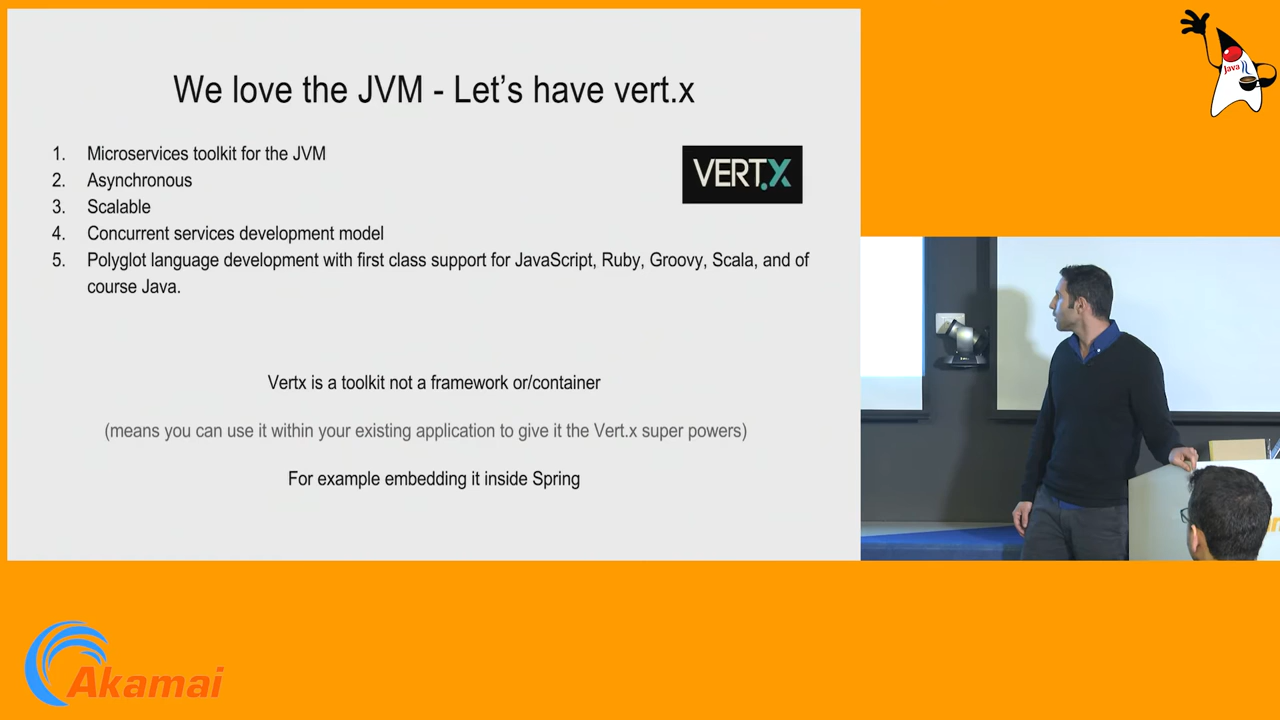 We love the JVM - Let's have vert.x
1. Microservices toolkit for the JVM
2. Asynchronous
3. Scalable
4. Concurrent services development model
5. Polyglot language development with first class support for JavaScript, Ruby, Groovy, Scala, and of
course Java.
VERT.X
Vertx is a toolkit not a framework or/container
(means you can use it within your existing application to give it the Vert.x super powers)
For example embedding it inside Spring
Java
Akamai